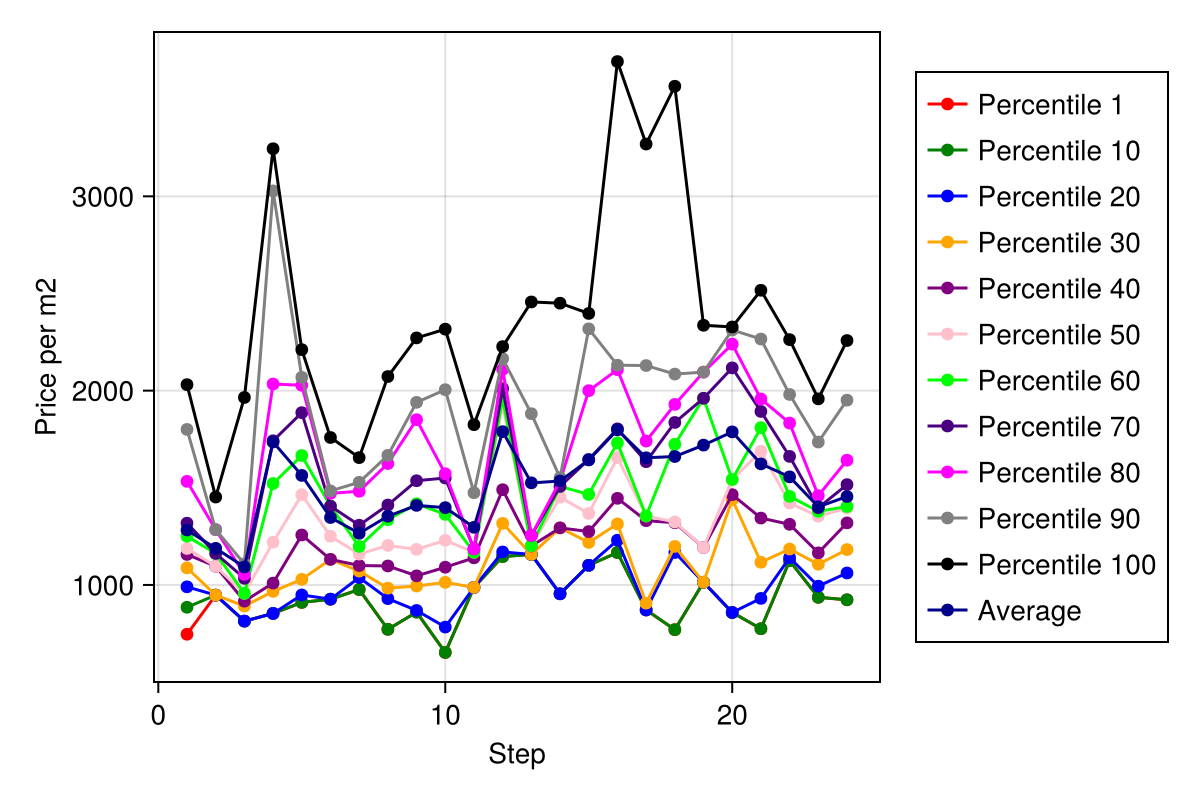 3000
2000
1000
0
10
20
Price per m2
Step
Percentile 1
Percentile 10
Percentile 20
Percentile 30
Percentile 40
Percentile 50
Percentile 60
Percentile 70
Percentile 80
Percentile 90
Percentile 100
Average